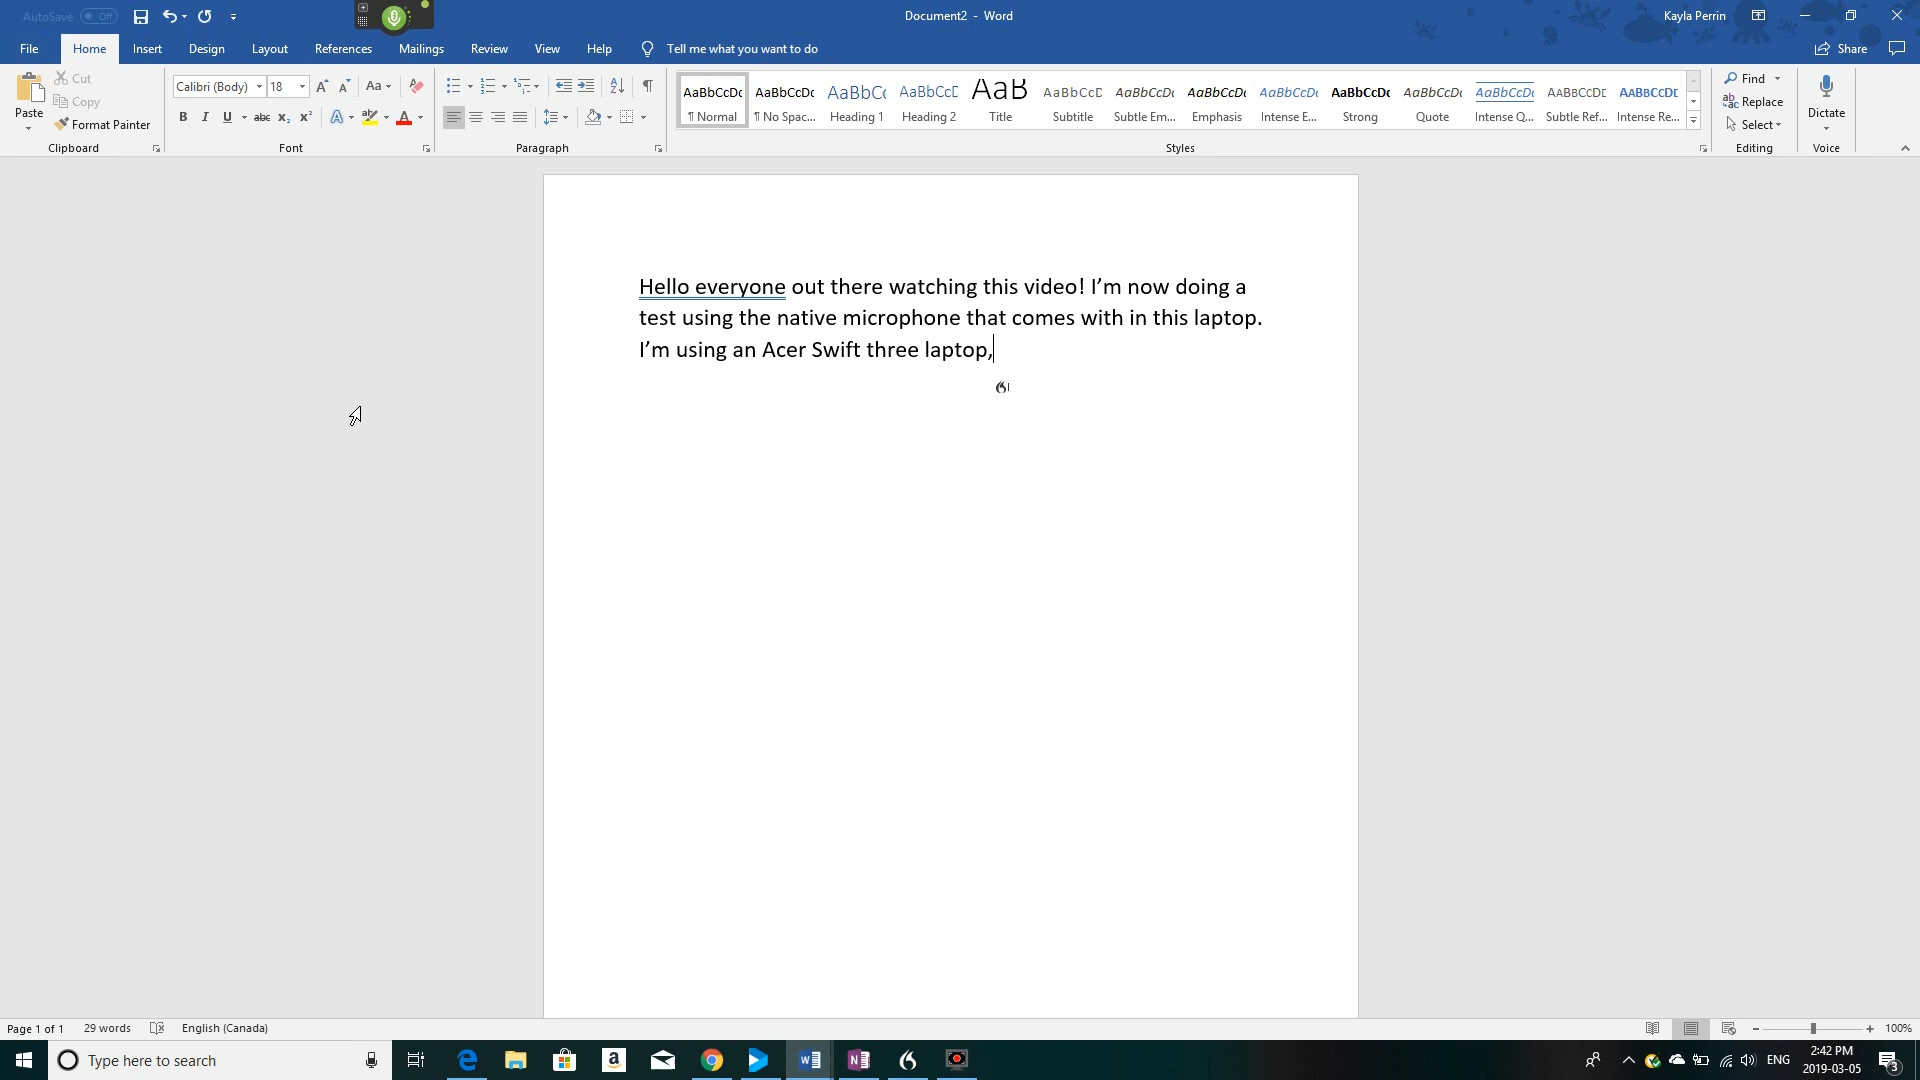 AutoSave Off
Document2 - Word
Kayla Perrin
File Home Insert Design Layout References Mailings Review View Help Tell me what you want to do
Share
Paste
Cut
Copy
Format Painter
Clipboard
Calibri (Body) 18
Font
Paragraph
AaBbCcDc AaBbCcDc AaBbCc AaBbCcD AaB AaBbCcD AaBbCcDc AaBbCcDc AaBbCcDc AaBbCcDc AaBbCcDc AaBbCcDc AABBCCDE AABBCCDE
¶ Normal ¶ No Spac... Heading 1 Heading 2 Title Subtitle Subtle Em... Emphasis Intense E... Strong Quote Intense Q... Subtle Ref... Intense Re...
Styles
Find
Replace
Select
Editing
Dictate
Voice
Hello everyone out there watching this video! I’m now doing a
test using the native microphone that comes with in this laptop.
I’m using an Acer Swift three laptop,
Page 1 of 1 29 words English (Canada)
100%
Type here to search
ENG
2:42 PM
2019-03-05
3